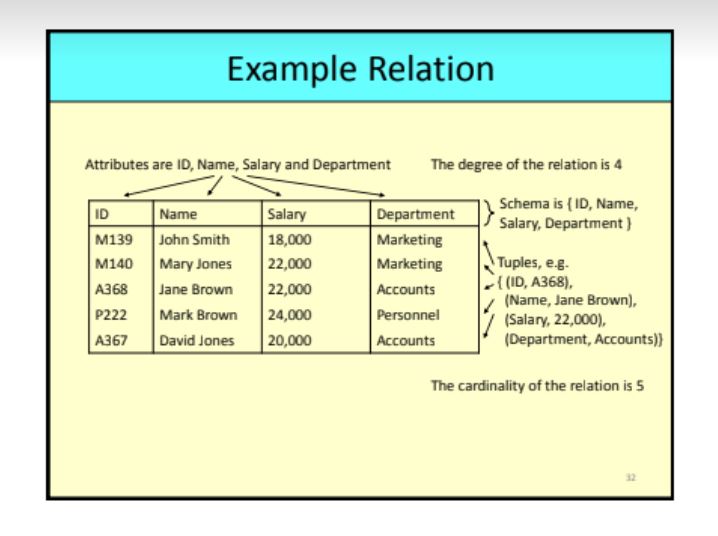 Example Relation
Attributes are ID, Name, Salary and Department
The degree of the relation is 4
ID Name Salary Department
M139 John Smith 18,000 Marketing
M140 Mary Jones 22,000 Marketing
A368 Jane Brown 22,000 Accounts
P222 Mark Brown 24,000 Personnel
A367 David Jones 20,000 Accounts
Schema is { ID, Name,
Salary, Department }
Tuples, e.g.
{ (ID, A368),
(Name, Jane Brown),
(Salary, 22,000),
(Department, Accounts)}
The cardinality of the relation is 5
32